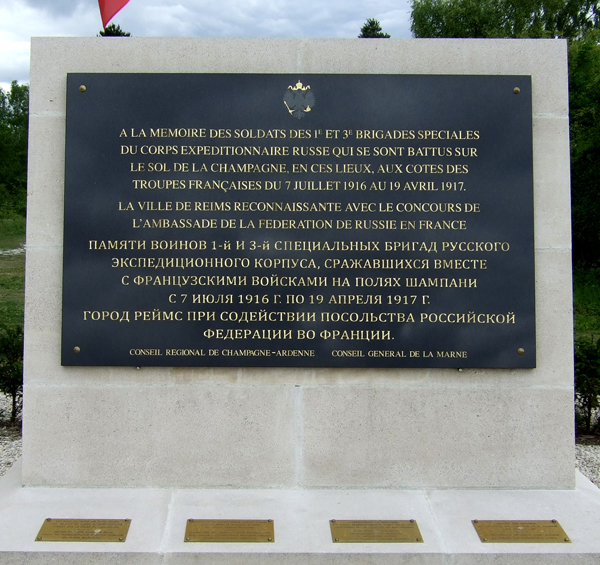 A LA MEMOIRE DES SOLDATS DES 1E ET 3E BRIGADES SPECIALES
DU CORPS EXPEDITIONNAIRE RUSSE QUI SE SONT BATTUS SUR
LE SOL DE LA CHAMPAGNE, EN CES LIEUX, AUX COTES DES
TROUPES FRANÇAISES DU 7 JUILLET 1916 AU 19 AVRIL 1917.
LA VILLE DE REIMS RECONNAISSANTE AVEC LE CONCOURS DE
L'AMBASSADE DE LA FEDERATION DE RUSSIE EN FRANCE
ПАМЯТИ ВОИНОВ 1-й И 3-й СПЕЦИАЛЬНЫХ БРИГАД РУССКОГО
ЭКСПЕДИЦИОННОГО КОРПУСА, СРАЖАВШИХСЯ ВМЕСТЕ
С ФРАНЦУЗСКИМИ ВОЙСКАМИ НА ПОЛЯХ ШАМПАНИ
С 7 ИЮЛЯ 1916 Г. ПО 19 АПРЕЛЯ 1917 Г.
ГОРОД РЕЙМС ПРИ СОДЕЙСТВИИ ПОСОЛЬСТВА РОССИЙСКОЙ
ФЕДЕРАЦИИ ВО ФРАНЦИИ.
CONSEIL REGIONAL DE CHAMPAGNE-ARDENNE CONSEIL GENERAL DE LA MARNE